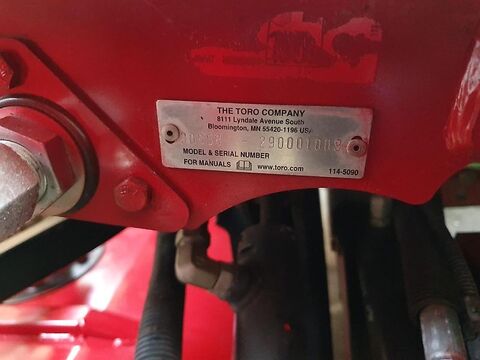 THE TORO COMPANY
8111 Lyndale Avenue South
Bloomington, MN 55420-1196 USA
MODEL & SERIAL NUMBER
FOR MANUALS www.toro.com
114-5090